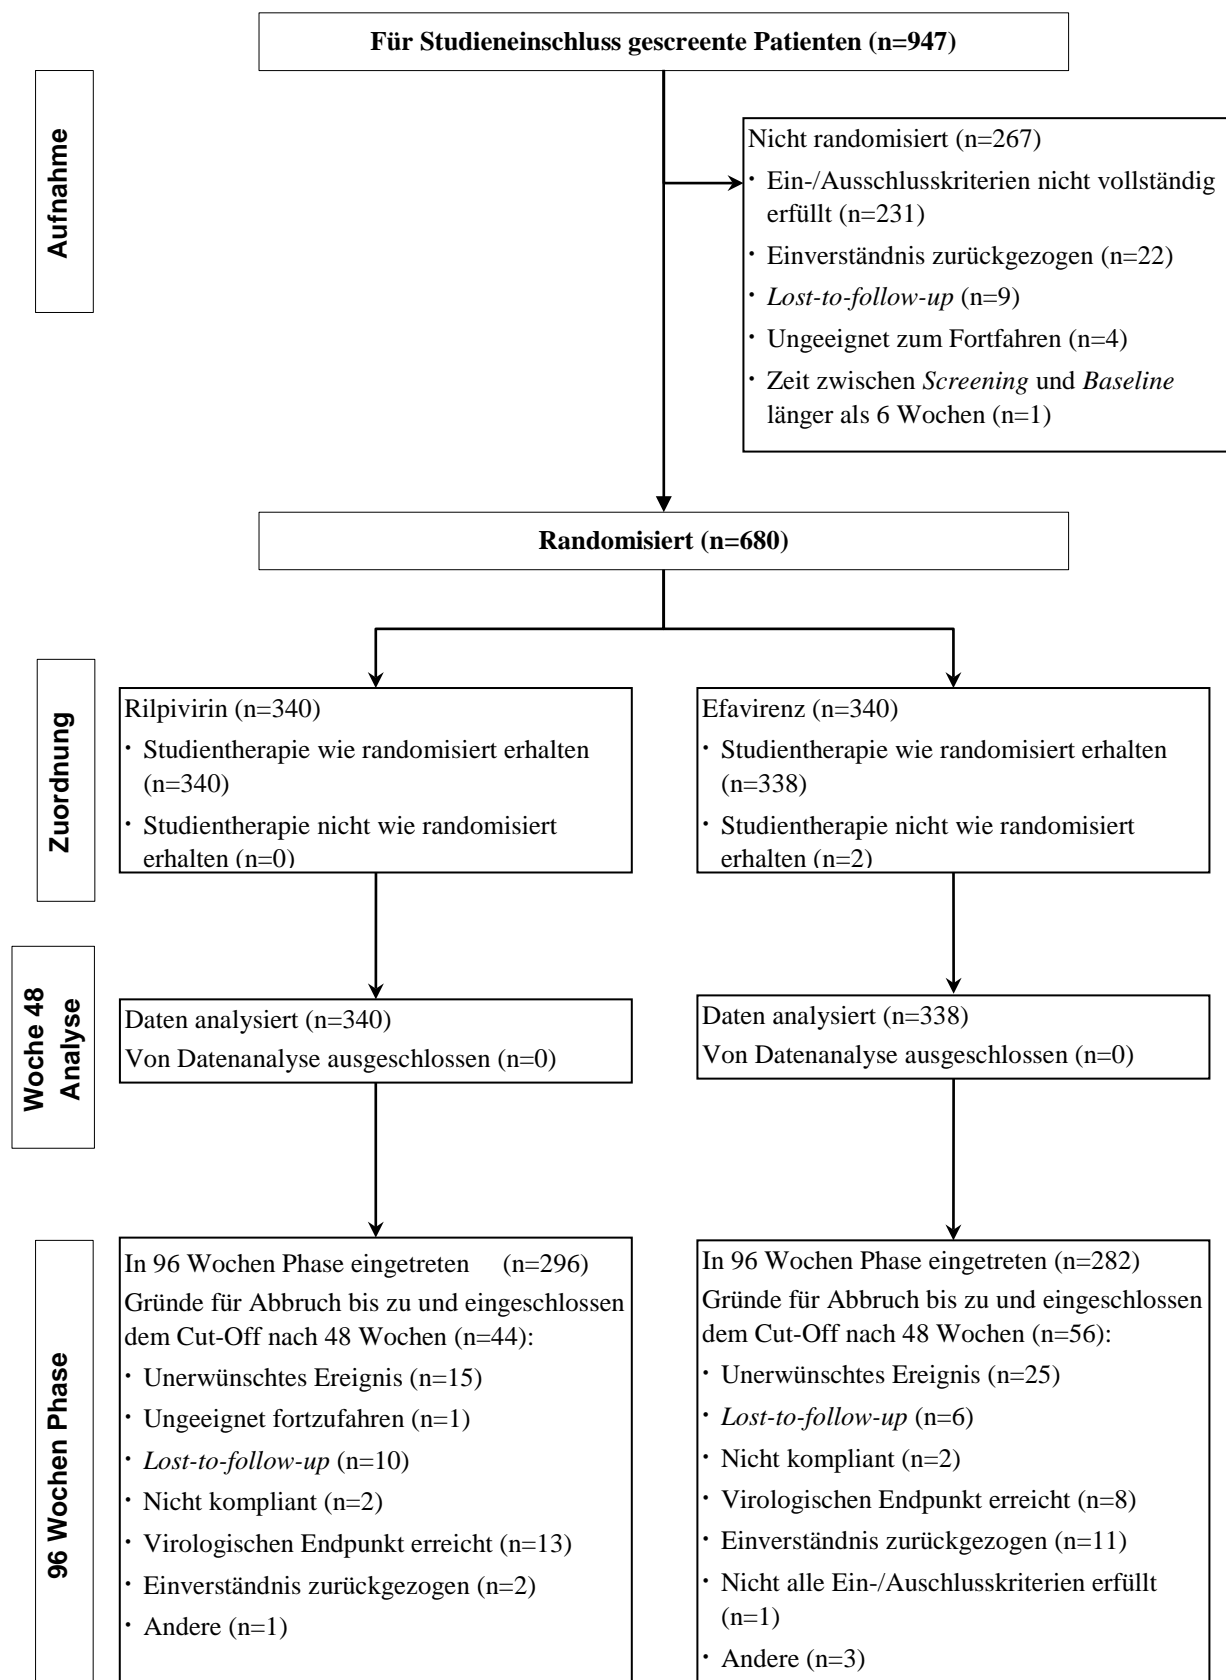 Für Studieneinschluss gescreente Patienten (n=947)
Aufnahme
Nicht randomisiert (n=267)
· Ein-/Ausschlusskriterien nicht vollständig
erfüllt (n=231)
· Einverständnis zurückgezogen (n=22)
· Lost-to-follow-up (n=9)
· Ungeeignet zum Fortfahren (n=4)
· Zeit zwischen Screening und Baseline
länger als 6 Wochen (n=1)
Randomisiert (n=680)
Zuordnung
Rilpivirin (n=340)
· Studientherapie wie randomisiert erhalten
(n=340)
· Studientherapie nicht wie randomisiert
erhalten (n=0)
Efavirenz (n=340)
· Studientherapie wie randomisiert erhalten
(n=338)
· Studientherapie nicht wie randomisiert
erhalten (n=2)
Woche 48
Analyse
Daten analysiert (n=340)
Von Datenanalyse ausgeschlossen (n=0)
Daten analysiert (n=338)
Von Datenanalyse ausgeschlossen (n=0)
96 Wochen Phase
In 96 Wochen Phase eingetreten (n=296)
Gründe für Abbruch bis zu und eingeschlossen
dem Cut-Off nach 48 Wochen (n=44):
· Unerwünschtes Ereignis (n=15)
· Ungeeignet fortzufahren (n=1)
· Lost-to-follow-up (n=10)
· Nicht kompliant (n=2)
· Virologischen Endpunkt erreicht (n=13)
· Einverständnis zurückgezogen (n=2)
· Andere (n=1)
In 96 Wochen Phase eingetreten (n=282)
Gründe für Abbruch bis zu und eingeschlossen
dem Cut-Off nach 48 Wochen (n=56):
· Unerwünschtes Ereignis (n=25)
· Lost-to-follow-up (n=6)
· Nicht kompliant (n=2)
· Virologischen Endpunkt erreicht (n=8)
· Einverständnis zurückgezogen (n=11)
· Nicht alle Ein-/Auschlusskriterien erfüllt
(n=1)
· Andere (n=3)